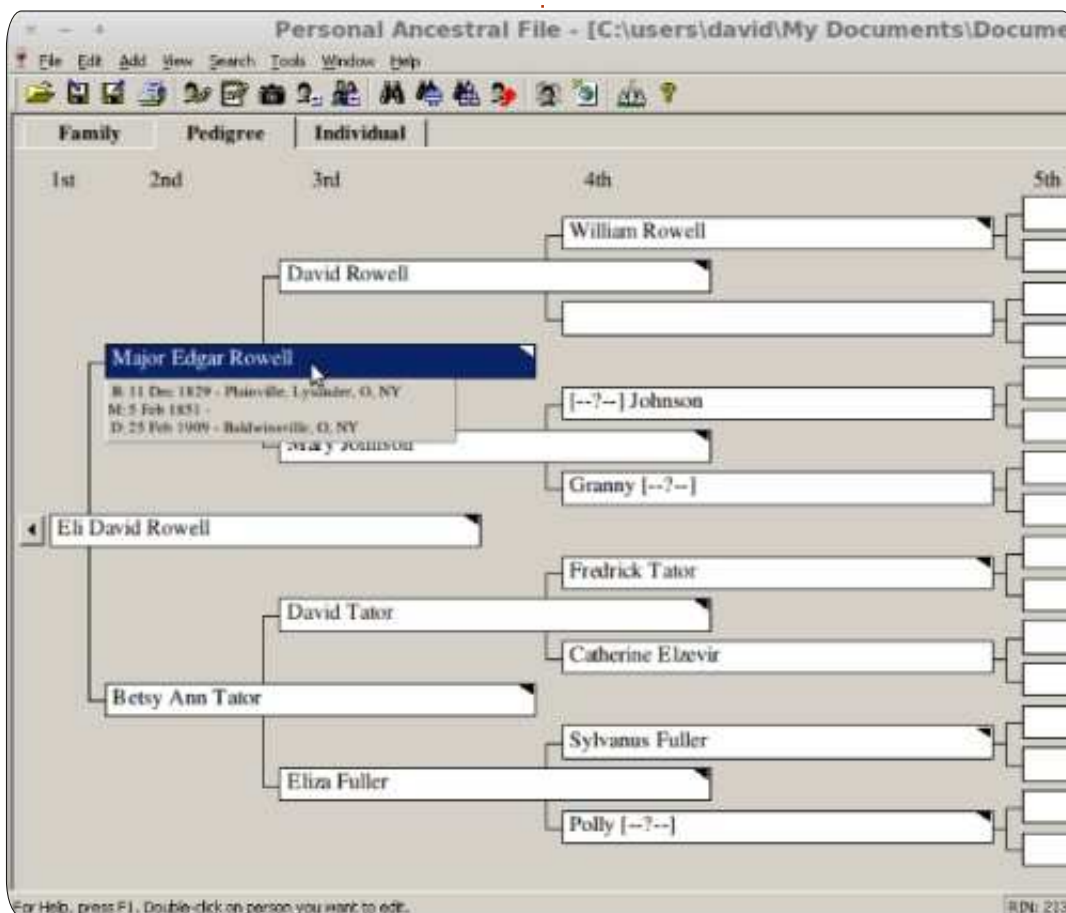 Personal Ancestral File - [C:\users\david\My Documents\Docume
File Edit Add View Search Tools Window Help
Family Pedigree Individual
1st 2nd 3rd 4th 5th
William Rowell
David Rowell
Major Edgar Rowell
B: 11 Dec 1829 - Plainville, Lysander, O, NY
M: 5 Feb 1851 -
D: 25 Feb 1909 - Baldwinsville, O, NY
[--?--] Johnson
Mary Johnson
Granny [--?--]
Eli David Rowell
Fredrick Tator
David Tator
Catherine Elzevir
Betsy Ann Tator
Sylvanus Fuller
Eliza Fuller
Polly [--?--]
For Help, press F1. Double-click on person you want to edit.
RIN: 213